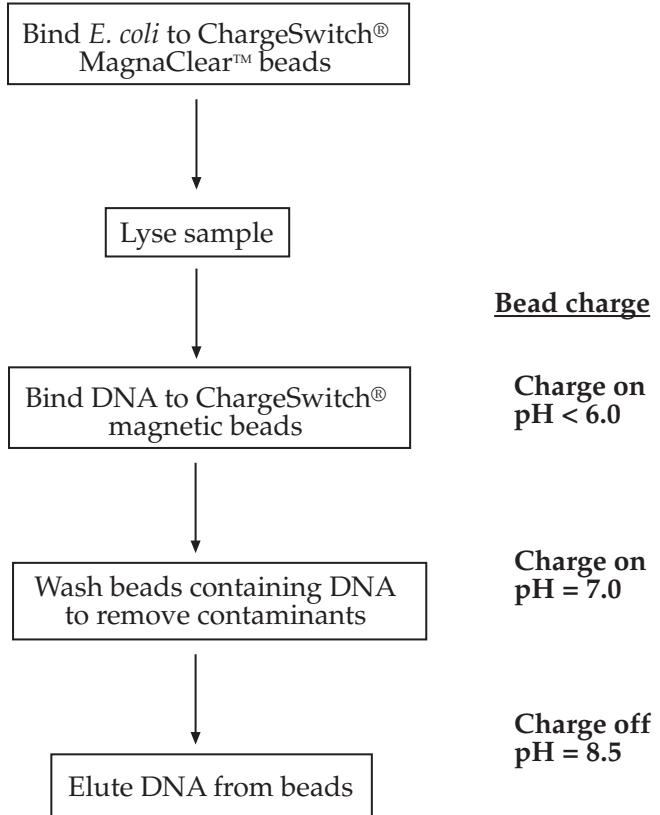 Bind E. coli to ChargeSwitch®
MagnaClear™ beads
Lyse sample
Bead charge
Bind DNA to ChargeSwitch®
magnetic beads
Charge on
pH < 6.0
Wash beads containing DNA
to remove contaminants
Charge on
pH = 7.0
Elute DNA from beads
Charge off
pH = 8.5